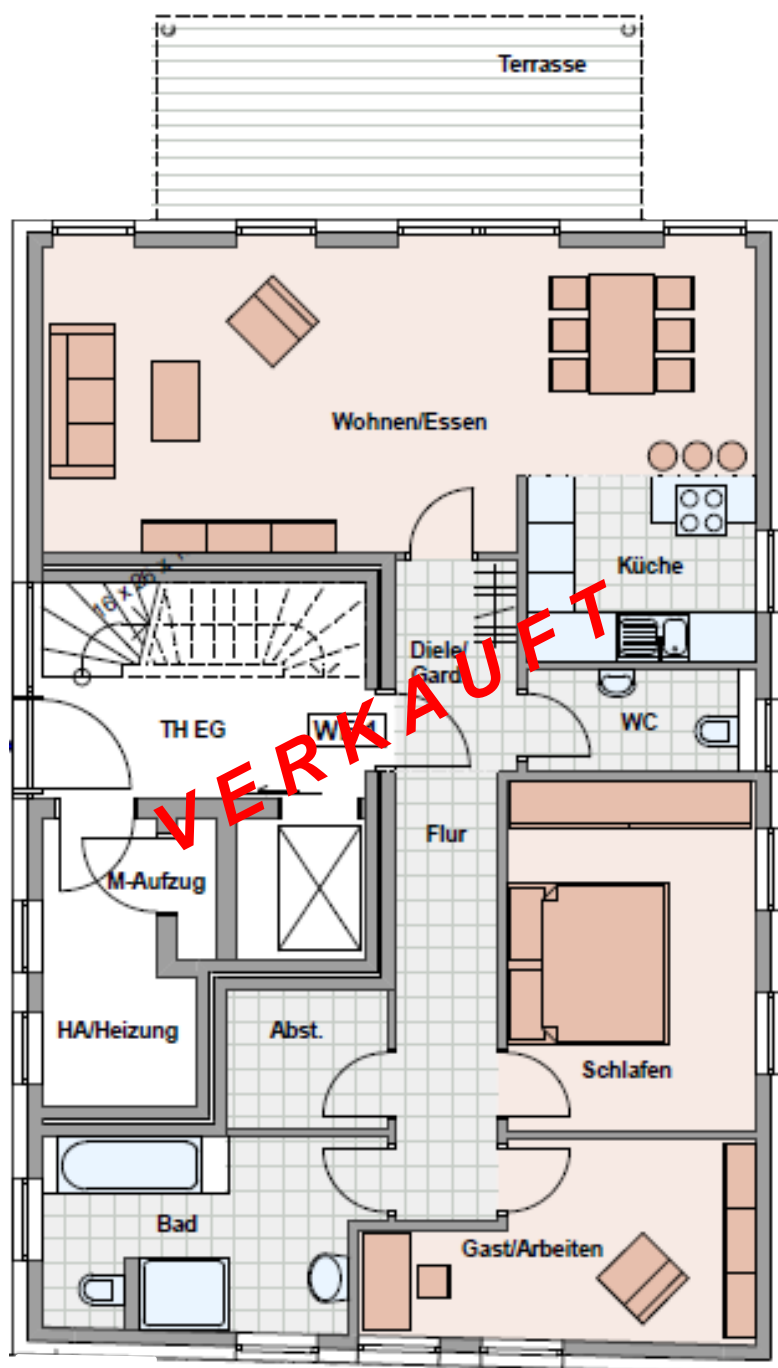 Terrasse
Wohnen/Essen
Küche
Diele/
Gard
TH EG
WC
VERKAUFT
Flur
M-Aufzug
HA/Heizung
Abst.
Schlafen
Bad
Gast/Arbeiten